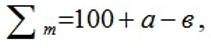 ∑ m=100 + а − в ,